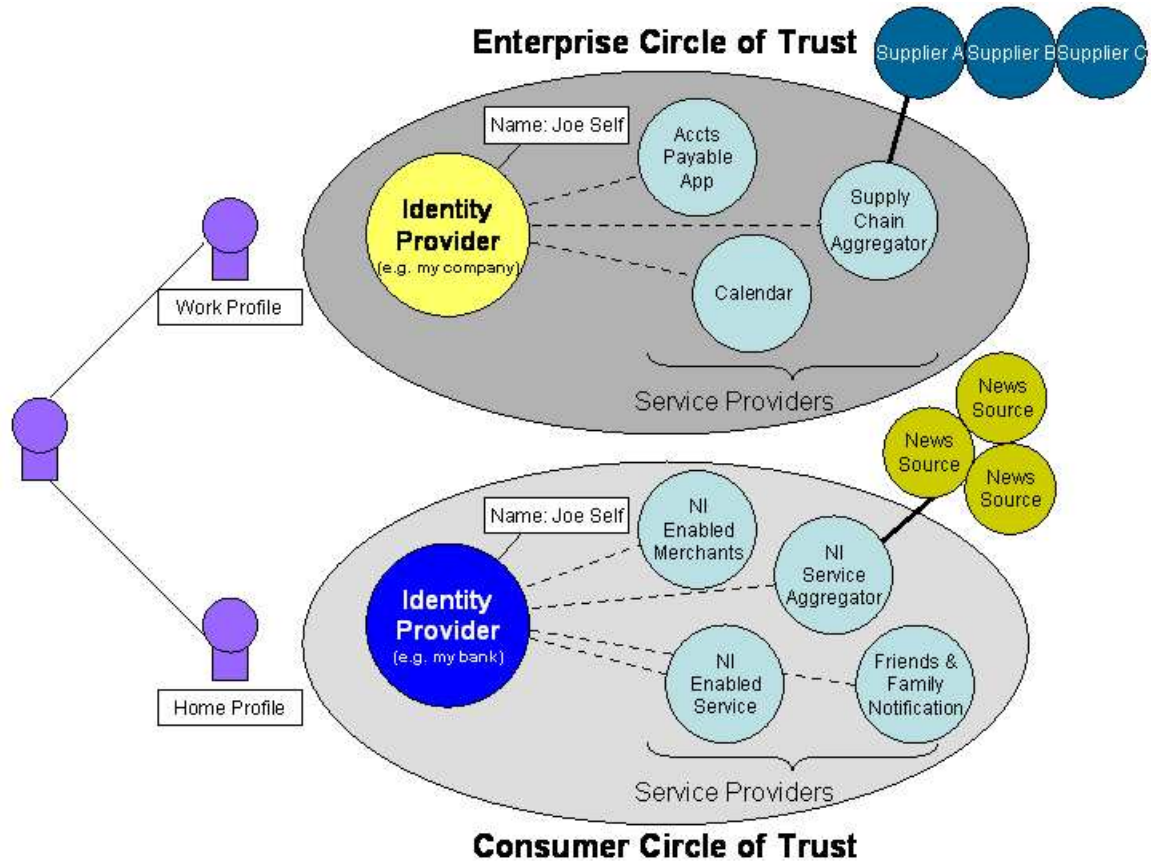 Enterprise Circle of Trust
Supplier A
Supplier B
Supplier C
Name: Joe Self
Accts
Payable
App
Identity
Provider
(e.g. my company)
Supply
Chain
Aggregator
Calendar
Work Profile
Service Providers
News
Source
News
Source
News
Source
Name: Joe Self
NI
Enabled
Merchants
NI
Service
Aggregator
Identity
Provider
(e.g. my bank)
NI
Enabled
Service
Friends &
Family
Notification
Home Profile
Service Providers
Consumer Circle of Trust